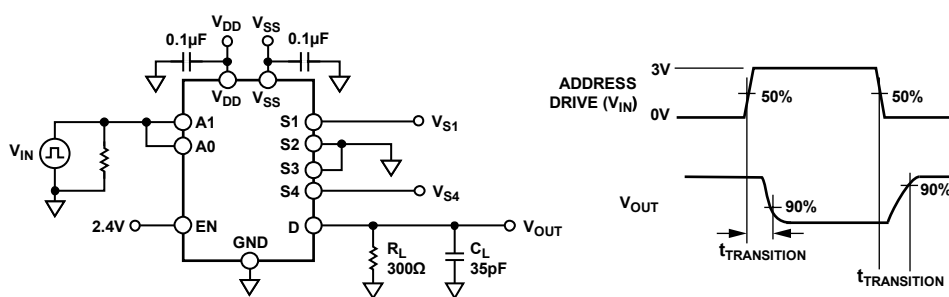 VDD
VSS
0.1µF
0.1µF
VDD
VSS
A1
A0
VIN
2.4V
EN
GND
S1
VS1
S2
S3
S4
VS4
D
VOUT
RL
300Ω
CL
35pF
ADDRESS
DRIVE (VIN)
3V
0V
50%
50%
VOUT
90%
90%
tTRANSITION
tTRANSITION